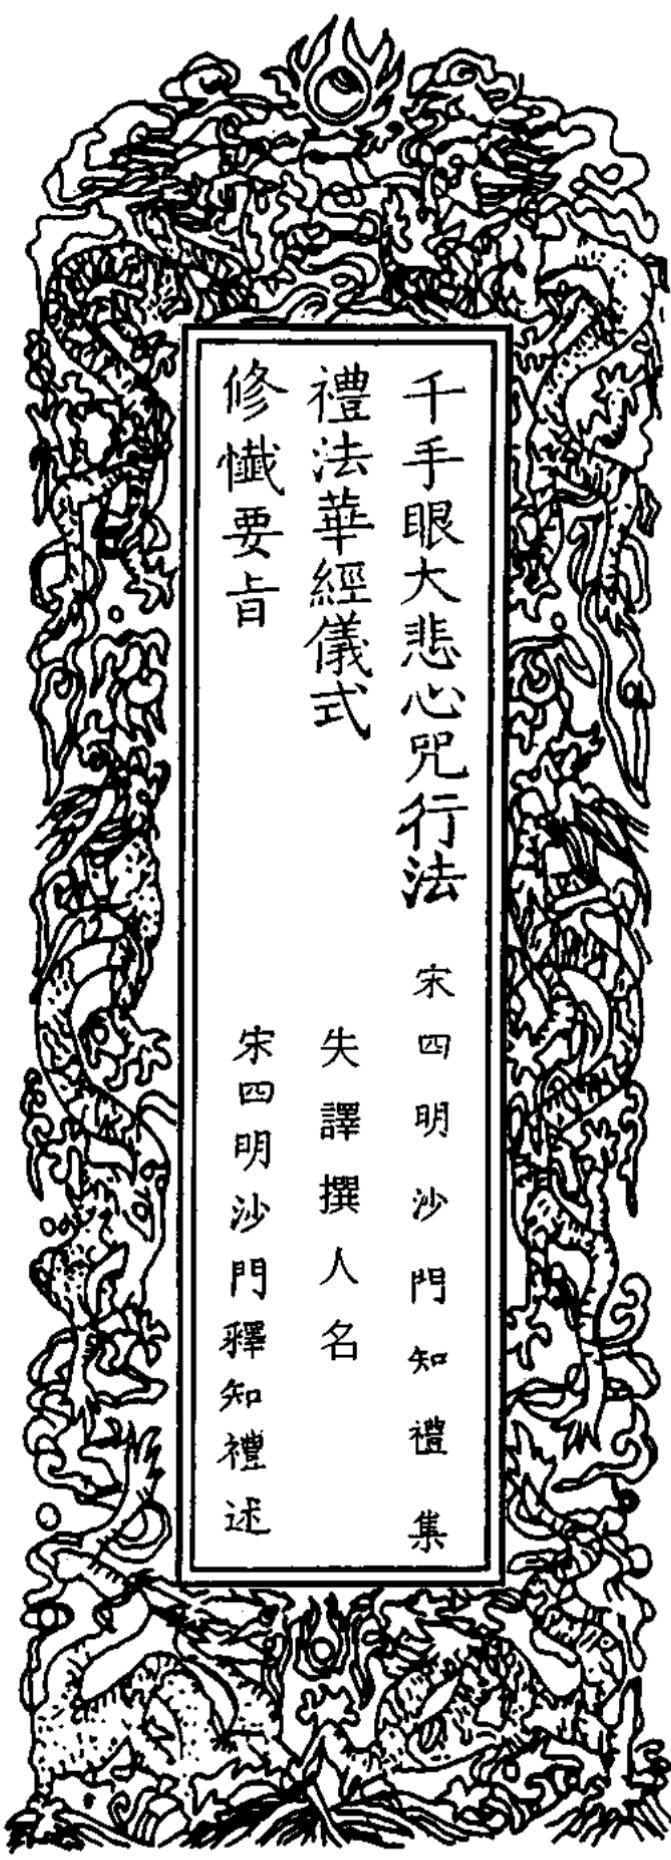 千手眼大悲心咒行法　宋四明沙門知禮集
禮法華經儀式　失譯撰人名
修懺要旨　宋四明沙門釋知禮述